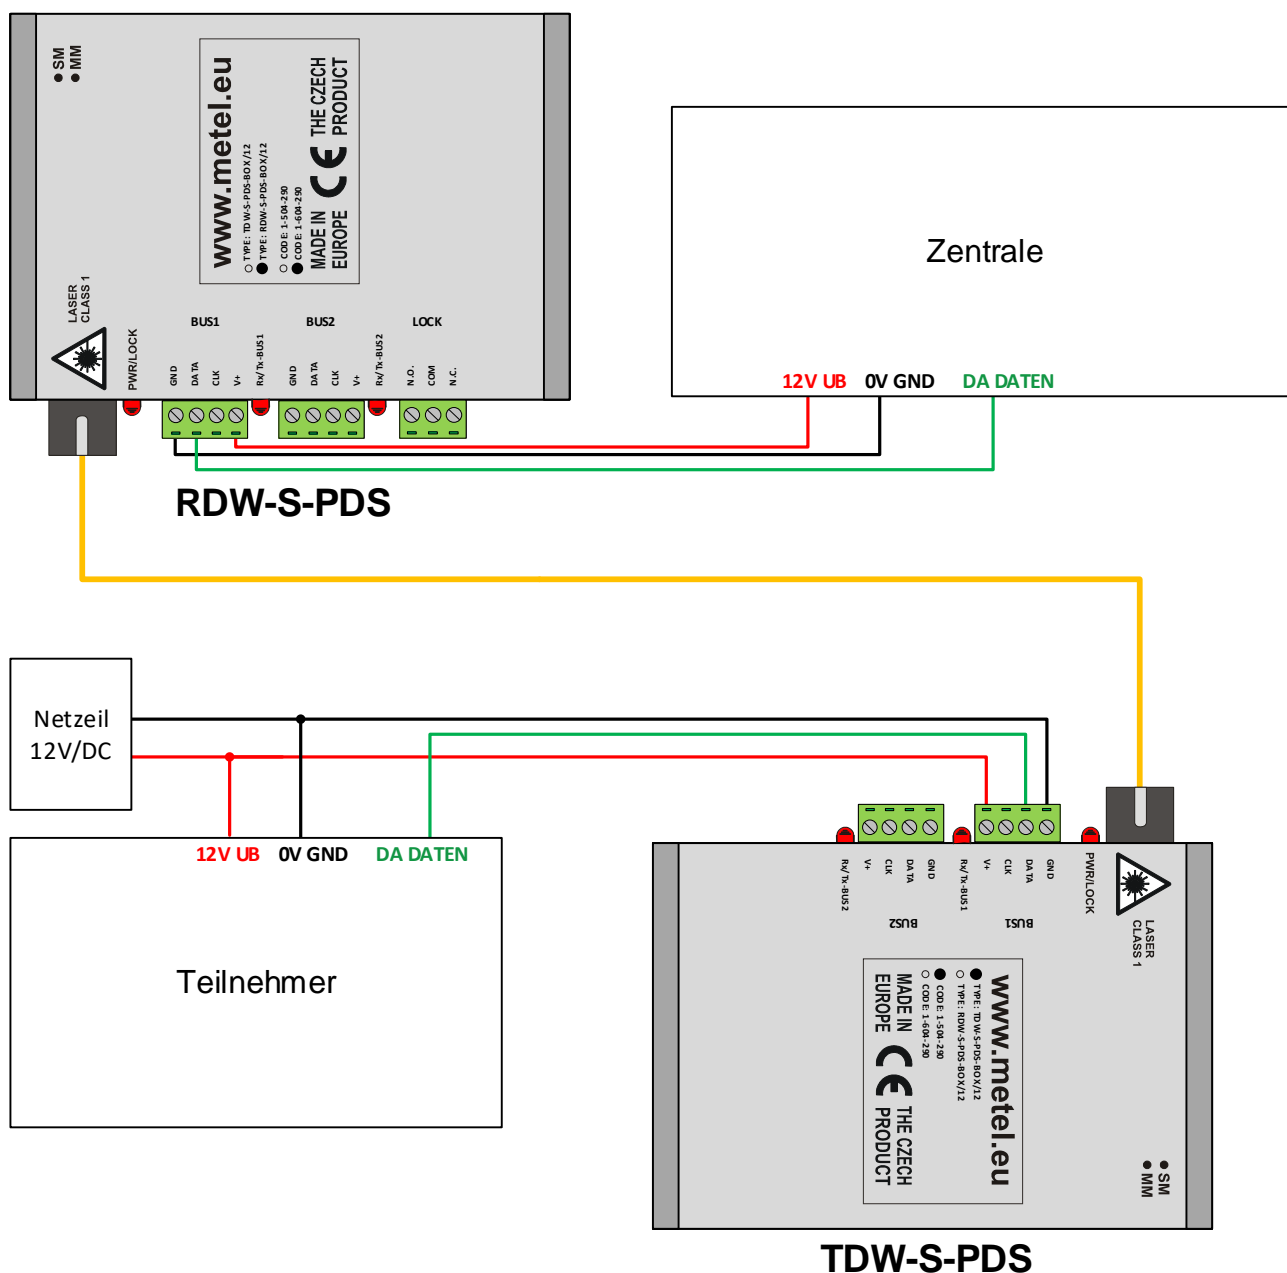 SM
MM
www.metel.eu
TYPE: TDW-S-PDS-BOX/12
TYPE: RDW-S-PDS-BOX/12
CODE: 1-504-290
CODE: 1-604-290
MADE IN
EUROPE
CE
THE CZECH
PRODUCT
LASER
CLASS 1
PWR/LOCK
BUS1
BUS2
LOCK
GND
DATA
CLK
V+
Rx/Tx-BUS1
GND
DATA
CLK
V+
Rx/Tx-BUS2
N.O.
COM
N.C.
RDW-S-PDS
Zentrale
12V UB
0V GND
DA DATEN
Netzeil
12V/DC
12V UB
0V GND
DA DATEN
Teilnehmer
Rx/Tx-BUS2
V+
CLK
DATA
GND
Rx/Tx-BUS1
V+
CLK
DATA
GND
PWR/LOCK
BUS2
BUS1
LASER
CLASS 1
www.metel.eu
TYPE: TDW-S-PDS-BOX/12
TYPE: RDW-S-PDS-BOX/12
CODE: 1-504-290
CODE: 1-604-290
MADE IN
EUROPE
CE
THE CZECH
PRODUCT
SM
MM
TDW-S-PDS